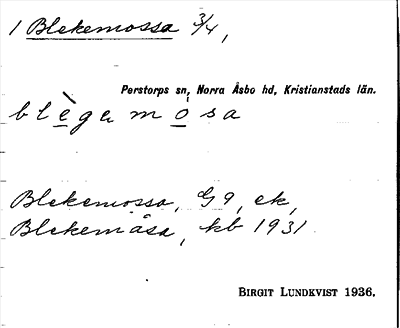 1 Blekemossa 3/4,
Perstorps sn, Norra Åsbo hd, Kristianstads län.
blègemosa
Blekemossa, G9, ek,
Blekemåsa, kb 1931
BIRGIT LUNDKVIST 1936.